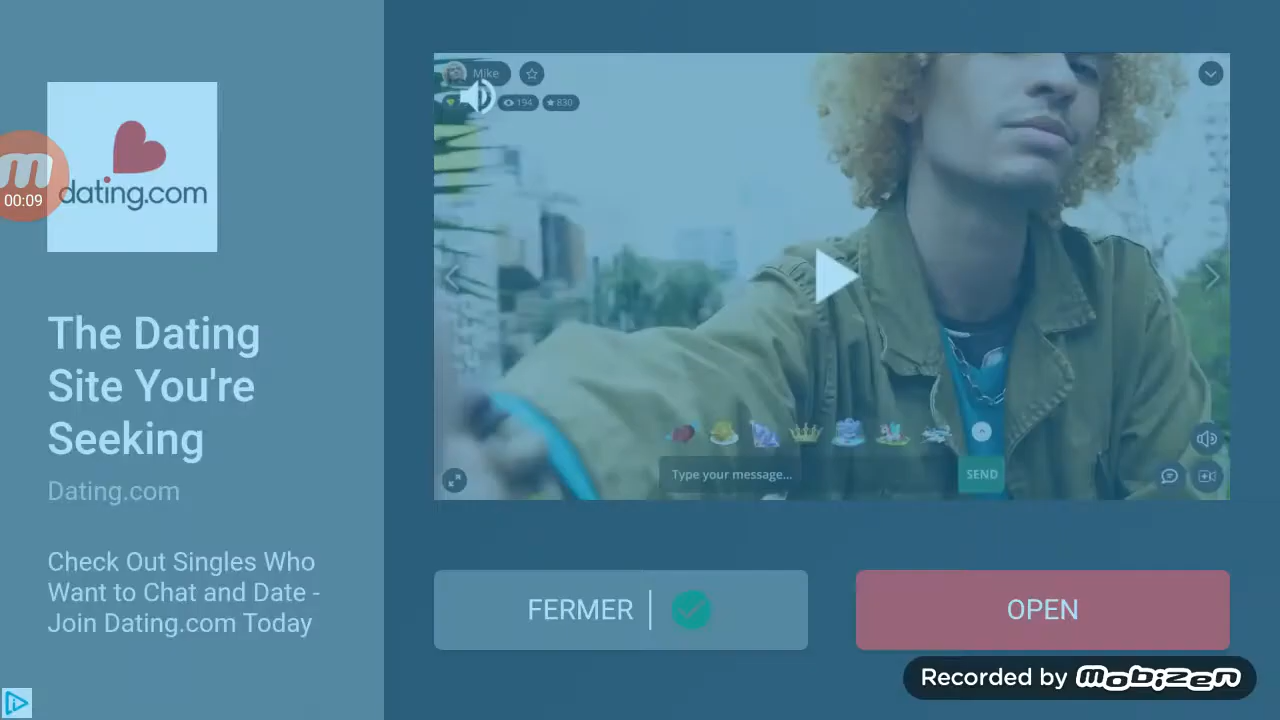 Mike
194
830
m
00:09
dating.com
The Dating
Site You're
Seeking
Dating.com
Check Out Singles Who
Want to Chat and Date -
Join Dating.com Today
Type your message...
SEND
FERMER
OPEN
Recorded by mobizen